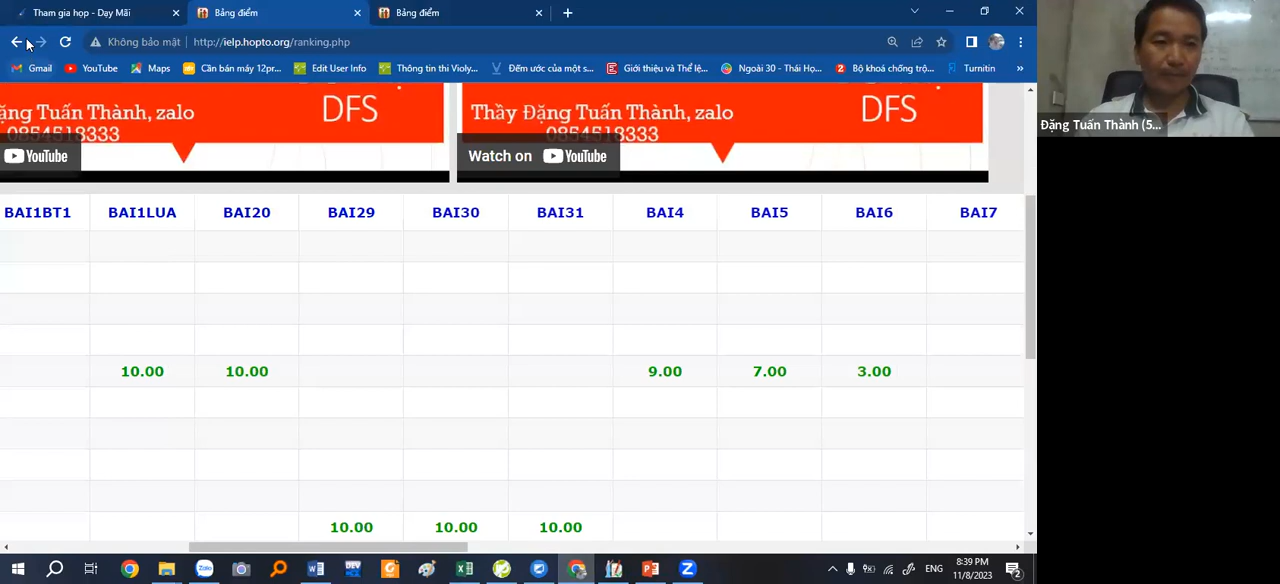 Tham gia họp - Dạy Mãi
Bảng điểm
Bảng điểm
Không bảo mật
http://ielp.hopto.org/ranking.php
Gmail
YouTube
Maps
Căn bán máy 12pr...
Edit User Info
Thông tin thi Violy...
Đếm ước của một s...
Giới thiệu và Thể lệ...
Ngoài 30 - Thái Họ...
Bộ khoá chống trộ...
Turnitin
»
ặng Tuấn Thành, zalo
0854518333
DFS
YouTube
Thầy Đặng Tuấn Thành, zalo
0854518333
DFS
Watch on YouTube
Đặng Tuấn Thành (5...
BAI1BT1 BAI1LUA BAI20 BAI29 BAI30 BAI31 BAI4 BAI5 BAI6 BAI7
10.00 10.00 9.00 7.00 3.00
10.00 10.00 10.00
ENG
8:39 PM
11/8/2023
2